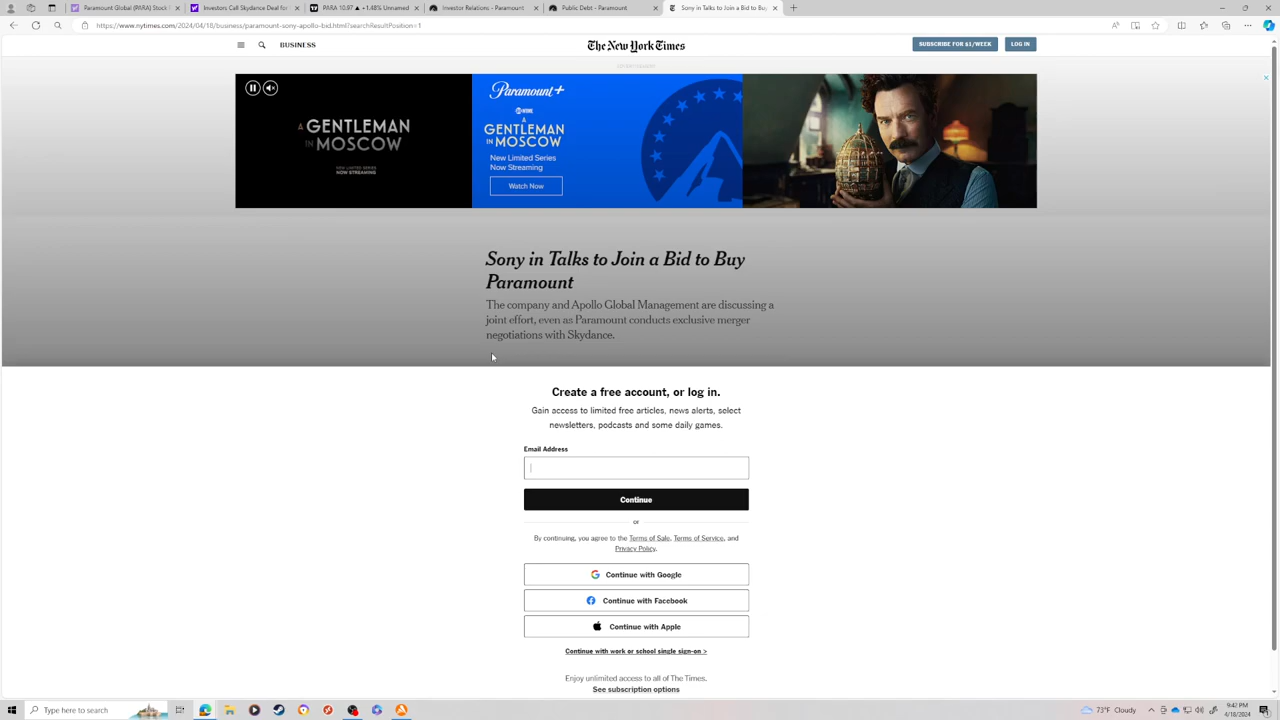 Paramount Global (PARA) Stock
Investors Call Skydance Deal for
PARA 10.97 ▲ +1.48% Unnamed
Investor Relations - Paramount
Public Debt - Paramount
Sony in Talks to Join a Bid to Bu
https://www.nytimes.com/2024/04/18/business/paramount-sony-apollo-bid.html?searchResultPosition=1
BUSINESS
The New York Times
SUBSCRIBE FOR $1/WEEK
LOG IN
ADVERTISEMENT
A GENTLEMAN
IN MOSCOW
NEW LIMITED SERIES
NOW STREAMING
Paramount+
SHOWTIME
A
GENTLEMAN
IN MOSCOW
New Limited Series
Now Streaming
Watch Now
Sony in Talks to Join a Bid to Buy
Paramount
The company and Apollo Global Management are discussing a
joint effort, even as Paramount conducts exclusive merger
negotiations with Skydance.
Create a free account, or log in.
Gain access to limited free articles, news alerts, select
newsletters, podcasts and some daily games.
Email Address
Continue
or
By continuing, you agree to the Terms of Sale, Terms of Service, and
Privacy Policy.
Continue with Google
Continue with Facebook
Continue with Apple
Continue with work or school single sign-on >
Enjoy unlimited access to all of The Times.
See subscription options
Type here to search
73°F Clear
9:42 PM
4/18/2024